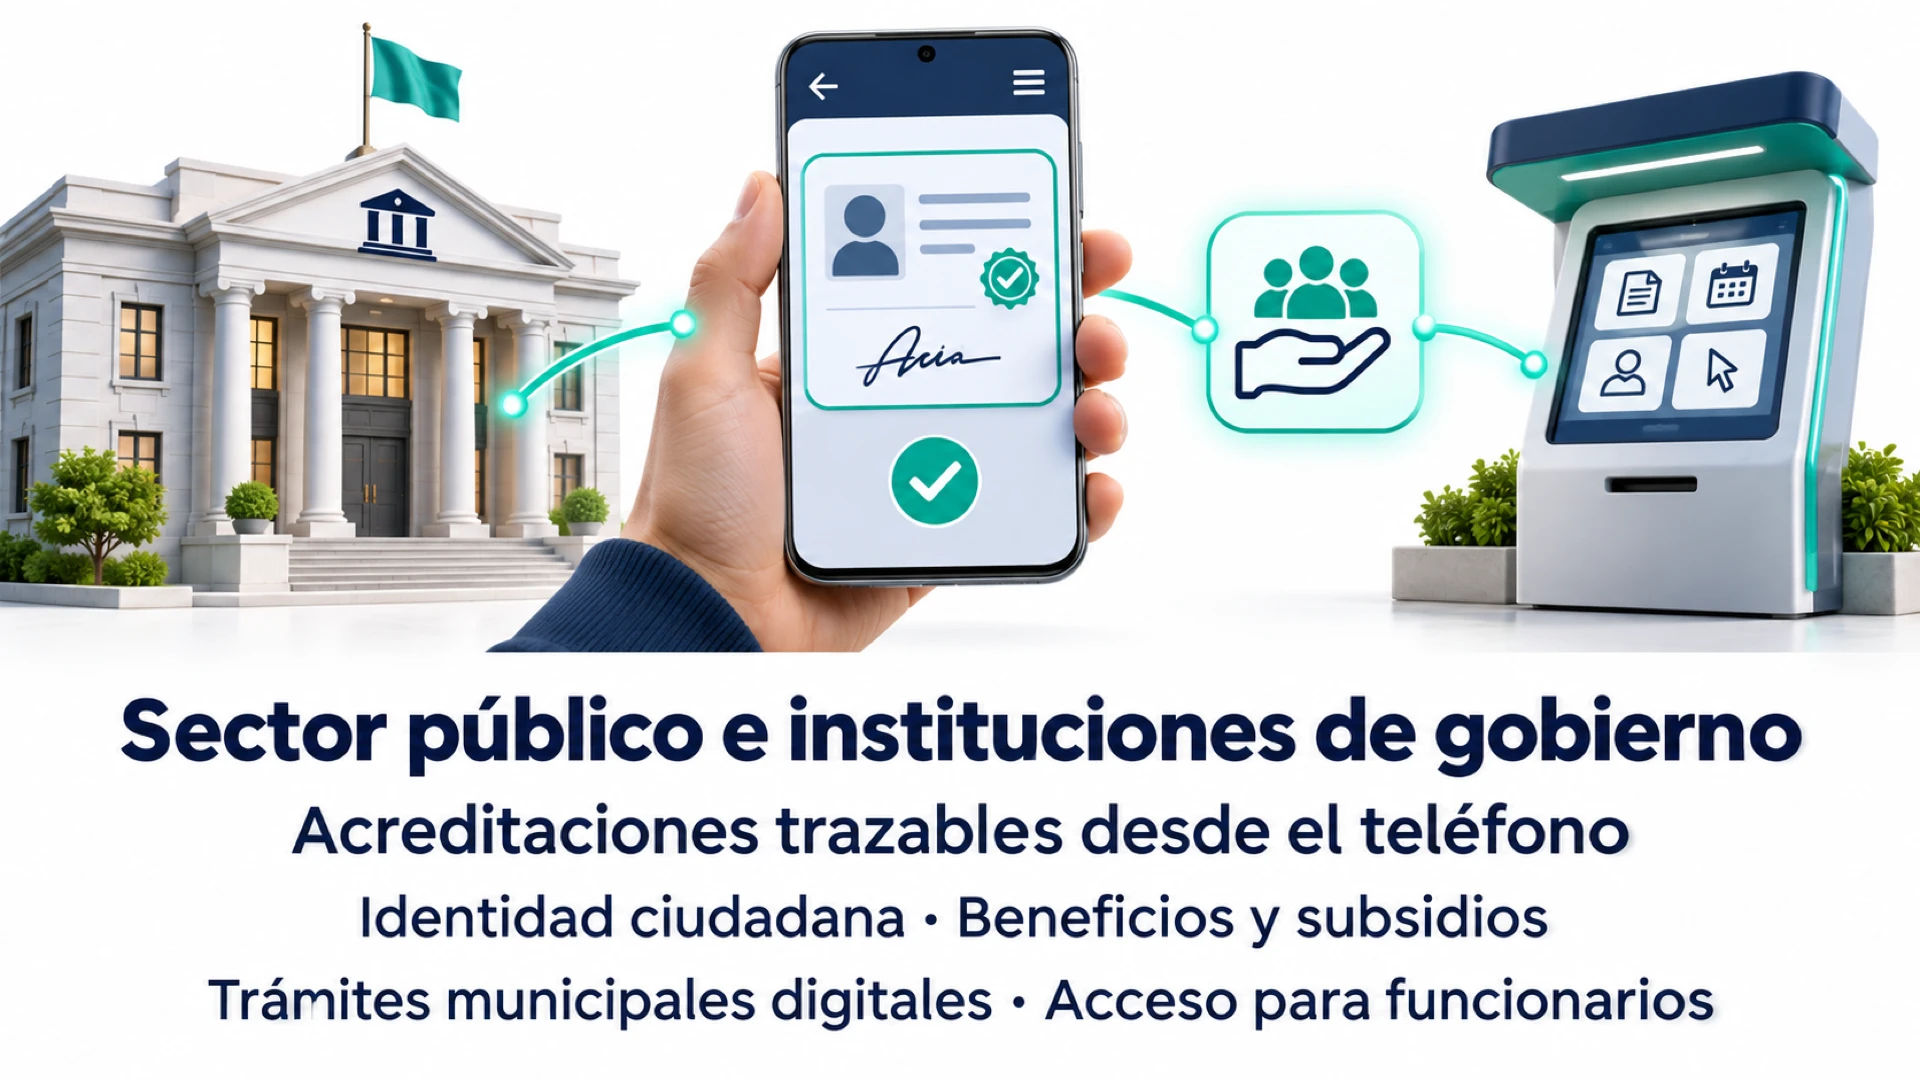 Sector público e instituciones de gobierno
Acreditaciones trazables desde el teléfono
Identidad ciudadana • Beneficios y subsidios
Trámites municipales digitales • Acceso para funcionarios